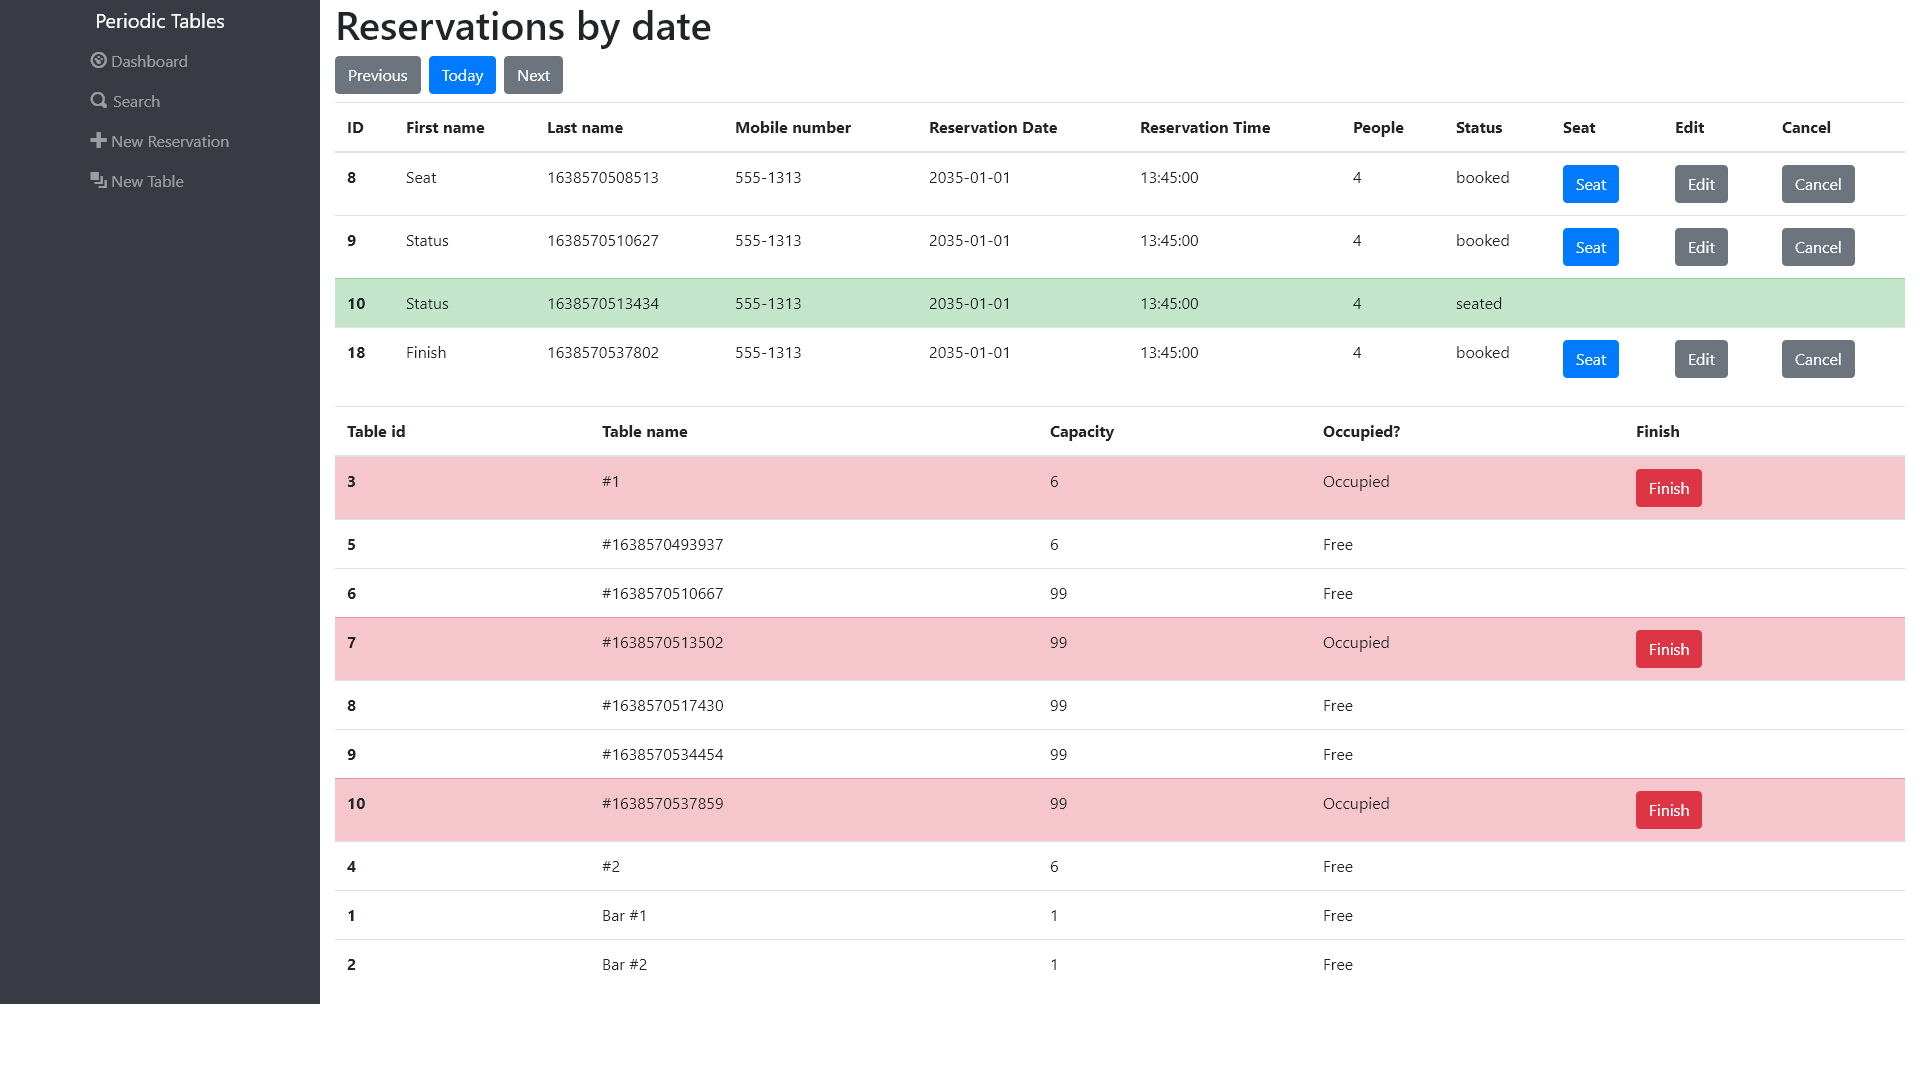 Periodic Tables
Dashboard
Search
New Reservation
New Table
Reservations by date
Previous Today Next
ID First name Last name Mobile number Reservation Date Reservation Time People Status Seat Edit Cancel
8 Seat 1638570508513 555-1313 2035-01-01 13:45:00 4 booked Seat Edit Cancel
9 Status 1638570510627 555-1313 2035-01-01 13:45:00 4 booked Seat Edit Cancel
10 Status 1638570513434 555-1313 2035-01-01 13:45:00 4 seated
18 Finish 1638570537802 555-1313 2035-01-01 13:45:00 4 booked Seat Edit Cancel
Table id Table name Capacity Occupied? Finish
3 #1 6 Occupied Finish
5 #1638570493937 6 Free
6 #1638570510667 99 Free
7 #1638570513502 99 Occupied Finish
8 #1638570517430 99 Free
9 #1638570534454 99 Free
10 #1638570537859 99 Occupied Finish
4 #2 6 Free
1 Bar #1 1 Free
2 Bar #2 1 Free